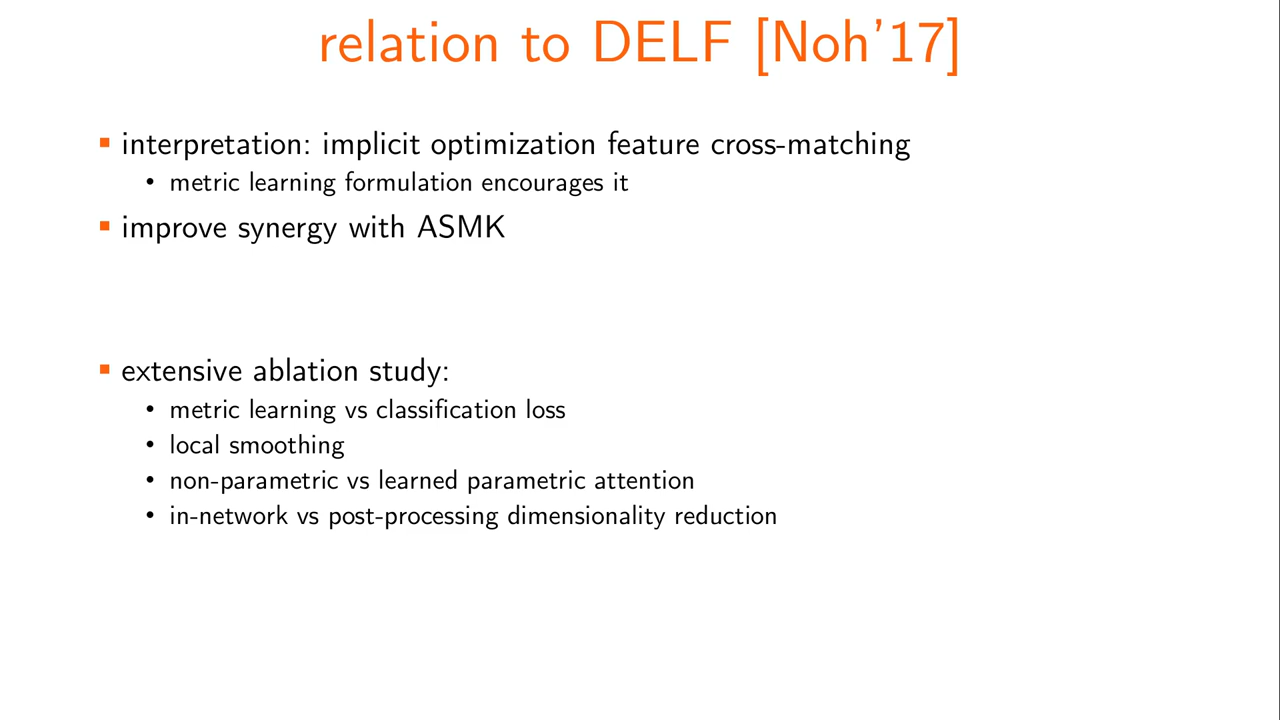 relation to DELF [Noh'17]
▪ interpretation: implicit optimization feature cross-matching
• metric learning formulation encourages it
▪ improve synergy with ASMK
▪ extensive ablation study:
• metric learning vs classification loss
• local smoothing
• non-parametric vs learned parametric attention
• in-network vs post-processing dimensionality reduction